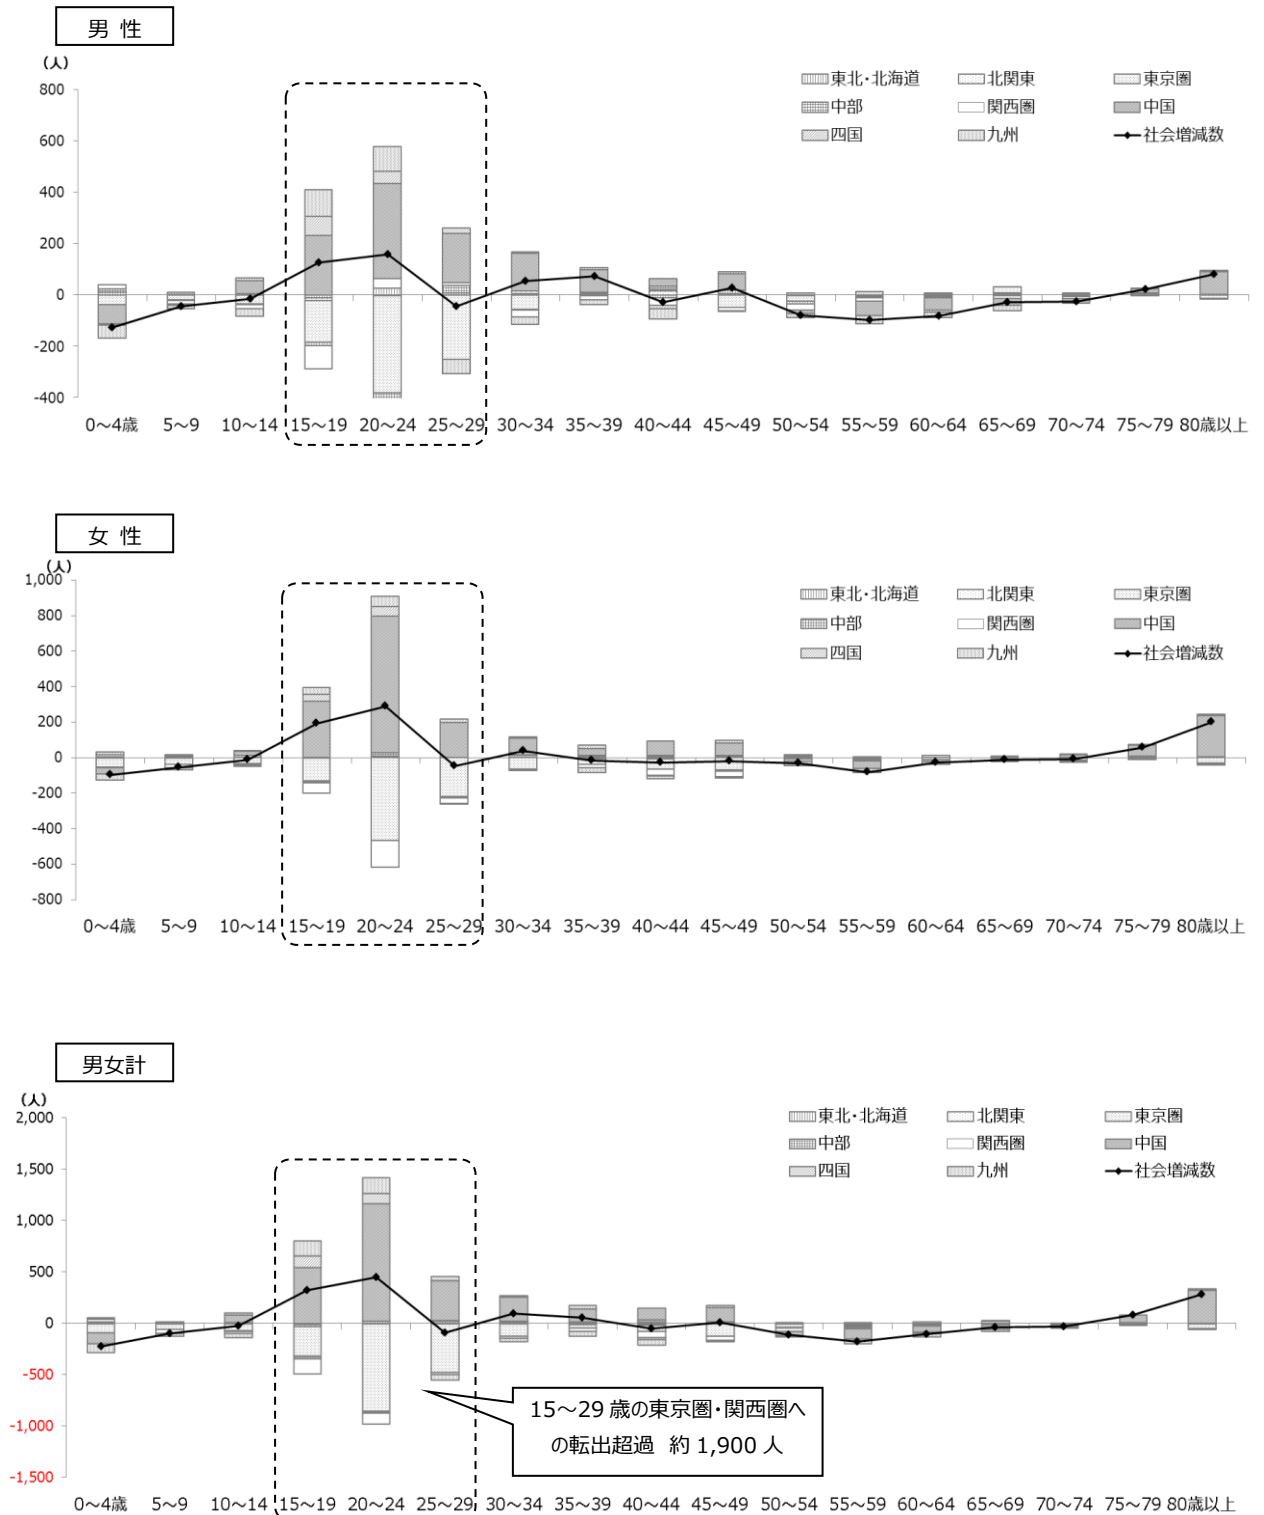 男 性
(人)
東北・北海道 北関東 東京圏
中部 関西圏 中国
四国 九州 社会増減数
800
600
400
200
0
-200
-400
0～4歳 5～9 10～14 15～19 20～24 25～29 30～34 35～39 40～44 45～49 50～54 55～59 60～64 65～69 70～74 75～79 80歳以上
女 性
(人)
東北・北海道 北関東 東京圏
中部 関西圏 中国
四国 九州 社会増減数
1,000
800
600
400
200
0
-200
-400
-600
-800
0～4歳 5～9 10～14 15～19 20～24 25～29 30～34 35～39 40～44 45～49 50～54 55～59 60～64 65～69 70～74 75～79 80歳以上
男女計
(人)
東北・北海道 北関東 東京圏
中部 関西圏 中国
四国 九州 社会増減数
2,000
1,500
1,000
500
0
-500
-1,000
-1,500
15～29 歳の東京圏・関西圏へ
の転出超過 約 1,900 人
0～4歳 5～9 10～14 15～19 20～24 25～29 30～34 35～39 40～44 45～49 50～54 55～59 60～64 65～69 70～74 75～79 80歳以上